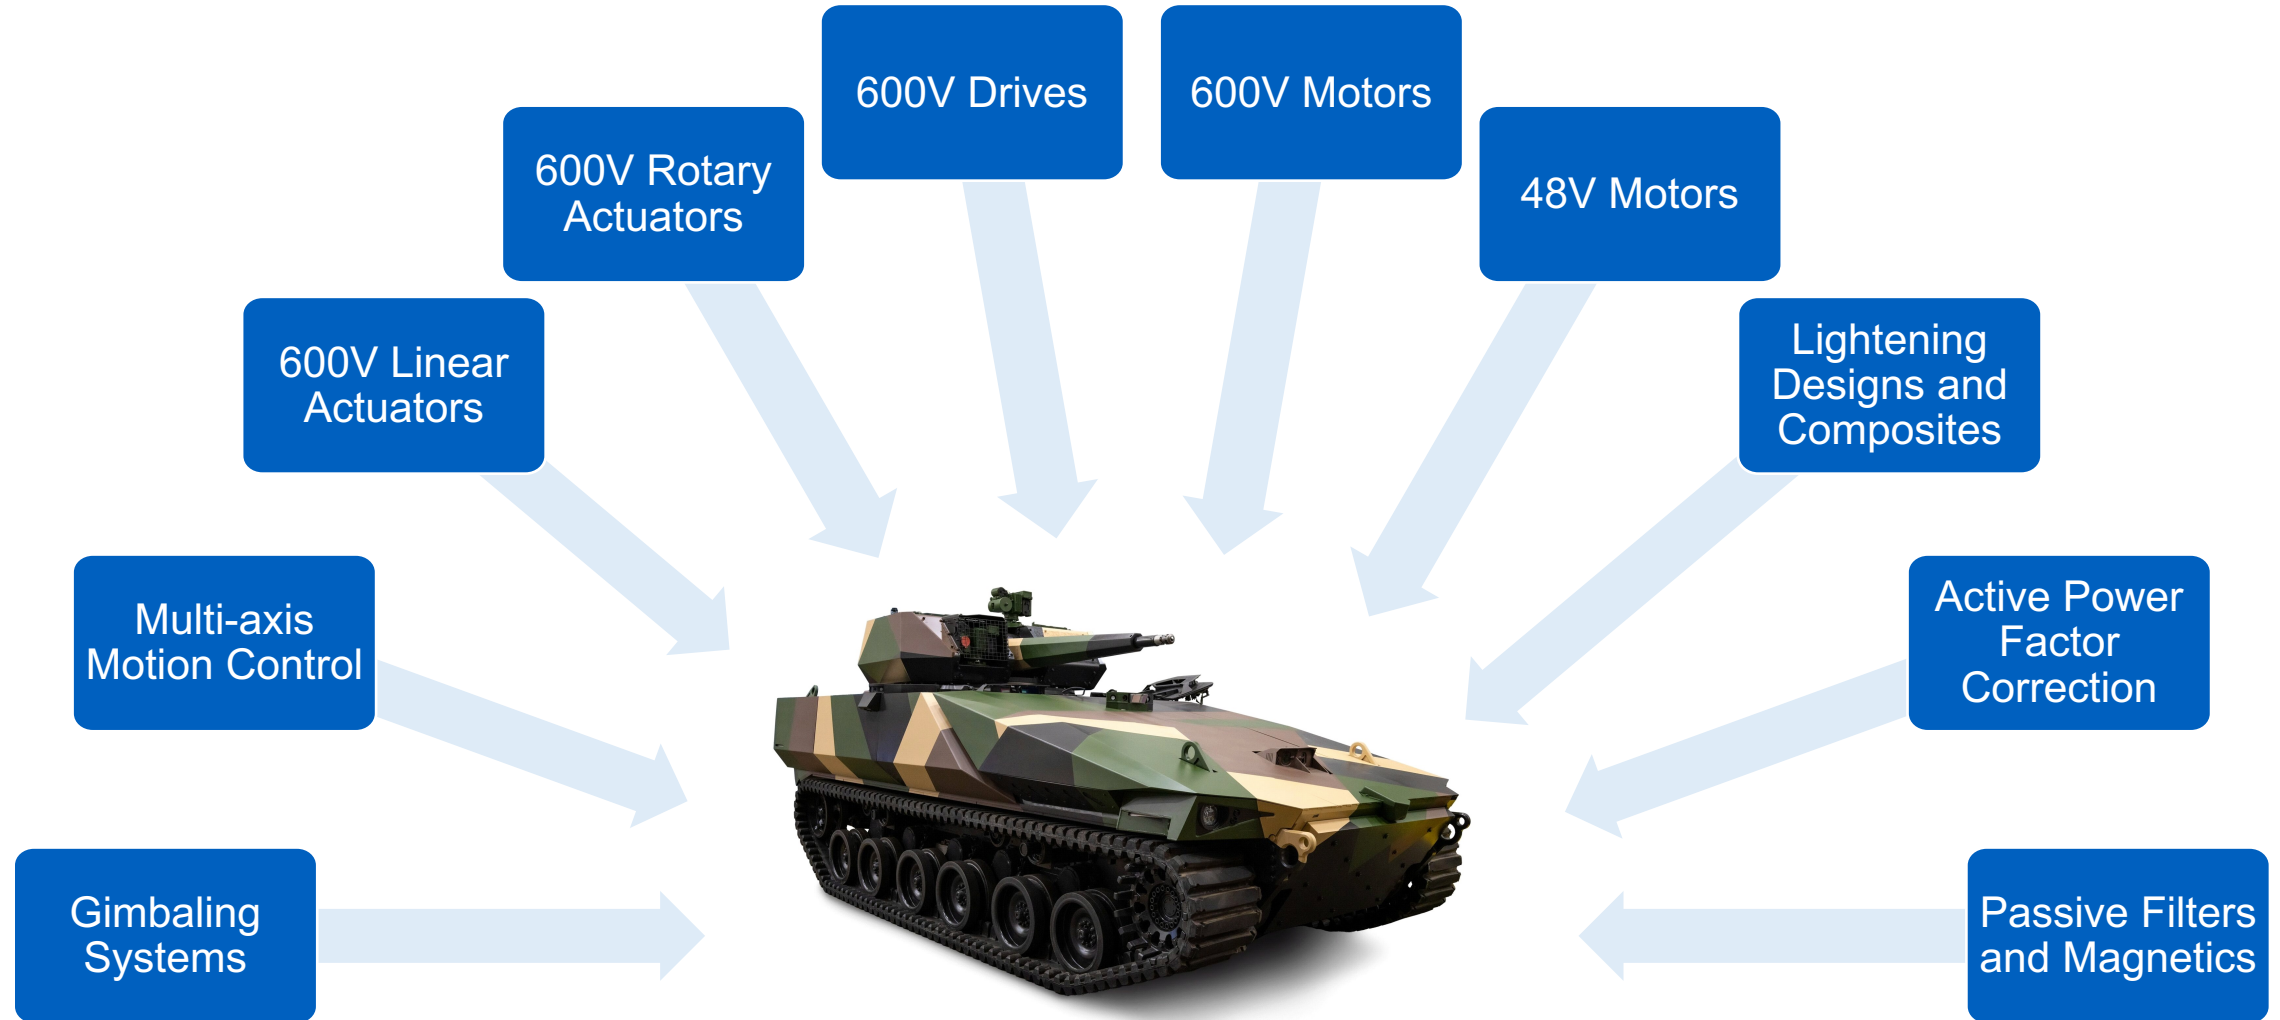 600V Drives
600V Motors
600V Rotary
Actuators
48V Motors
600V Linear
Actuators
Lightening
Designs and
Composites
Multi-axis
Motion Control
Active Power
Factor
Correction
Gimbaling
Systems
Passive Filters
and Magnetics